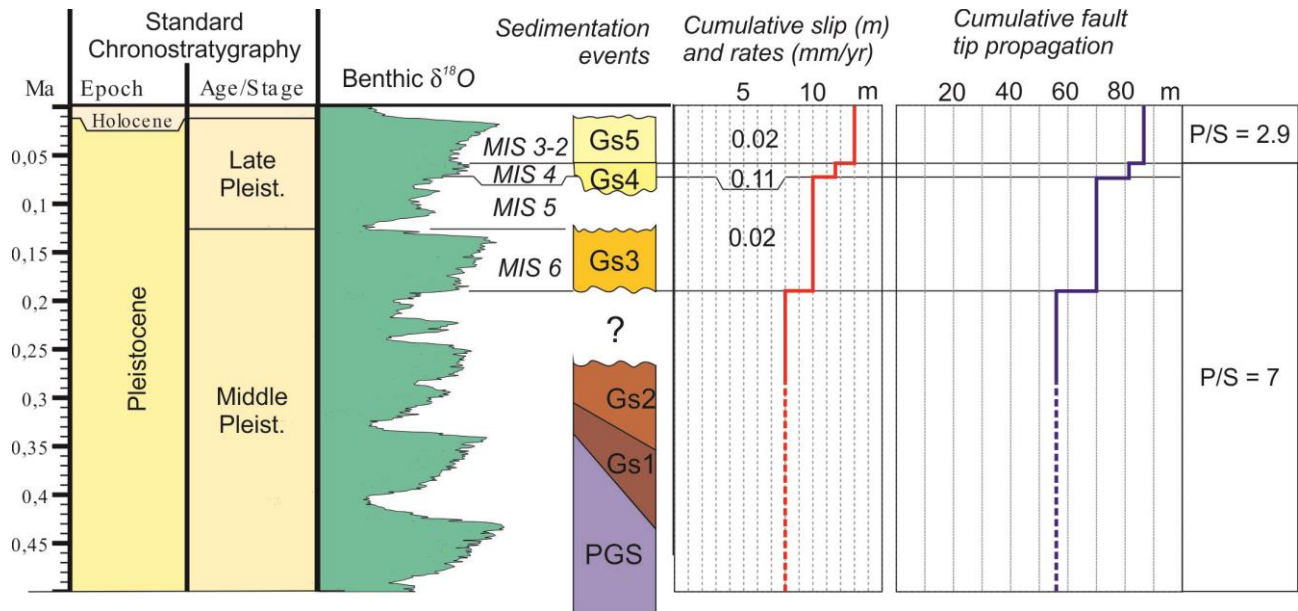 Standard
Chronostratygraphy
Sedimentation
events
Cumulative slip (m)
and rates (mm/yr)
Cumulative fault
tip propagation
Ma
Epoch
Age/Stage
Benthic δ18O
5
10
m
20
40
60
80
m
Holocene
0,05
0,1
0,15
0,2
0,25
0,3
0,35
0,4
0,45
Pleistocene
Late
Pleist.
Middle
Pleist.
MIS 3-2
MIS 4
MIS 5
MIS 6
Gs5
Gs4
Gs3
?
Gs2
Gs1
PGS
0.02
0.11
0.02
P/S = 2.9
P/S = 7